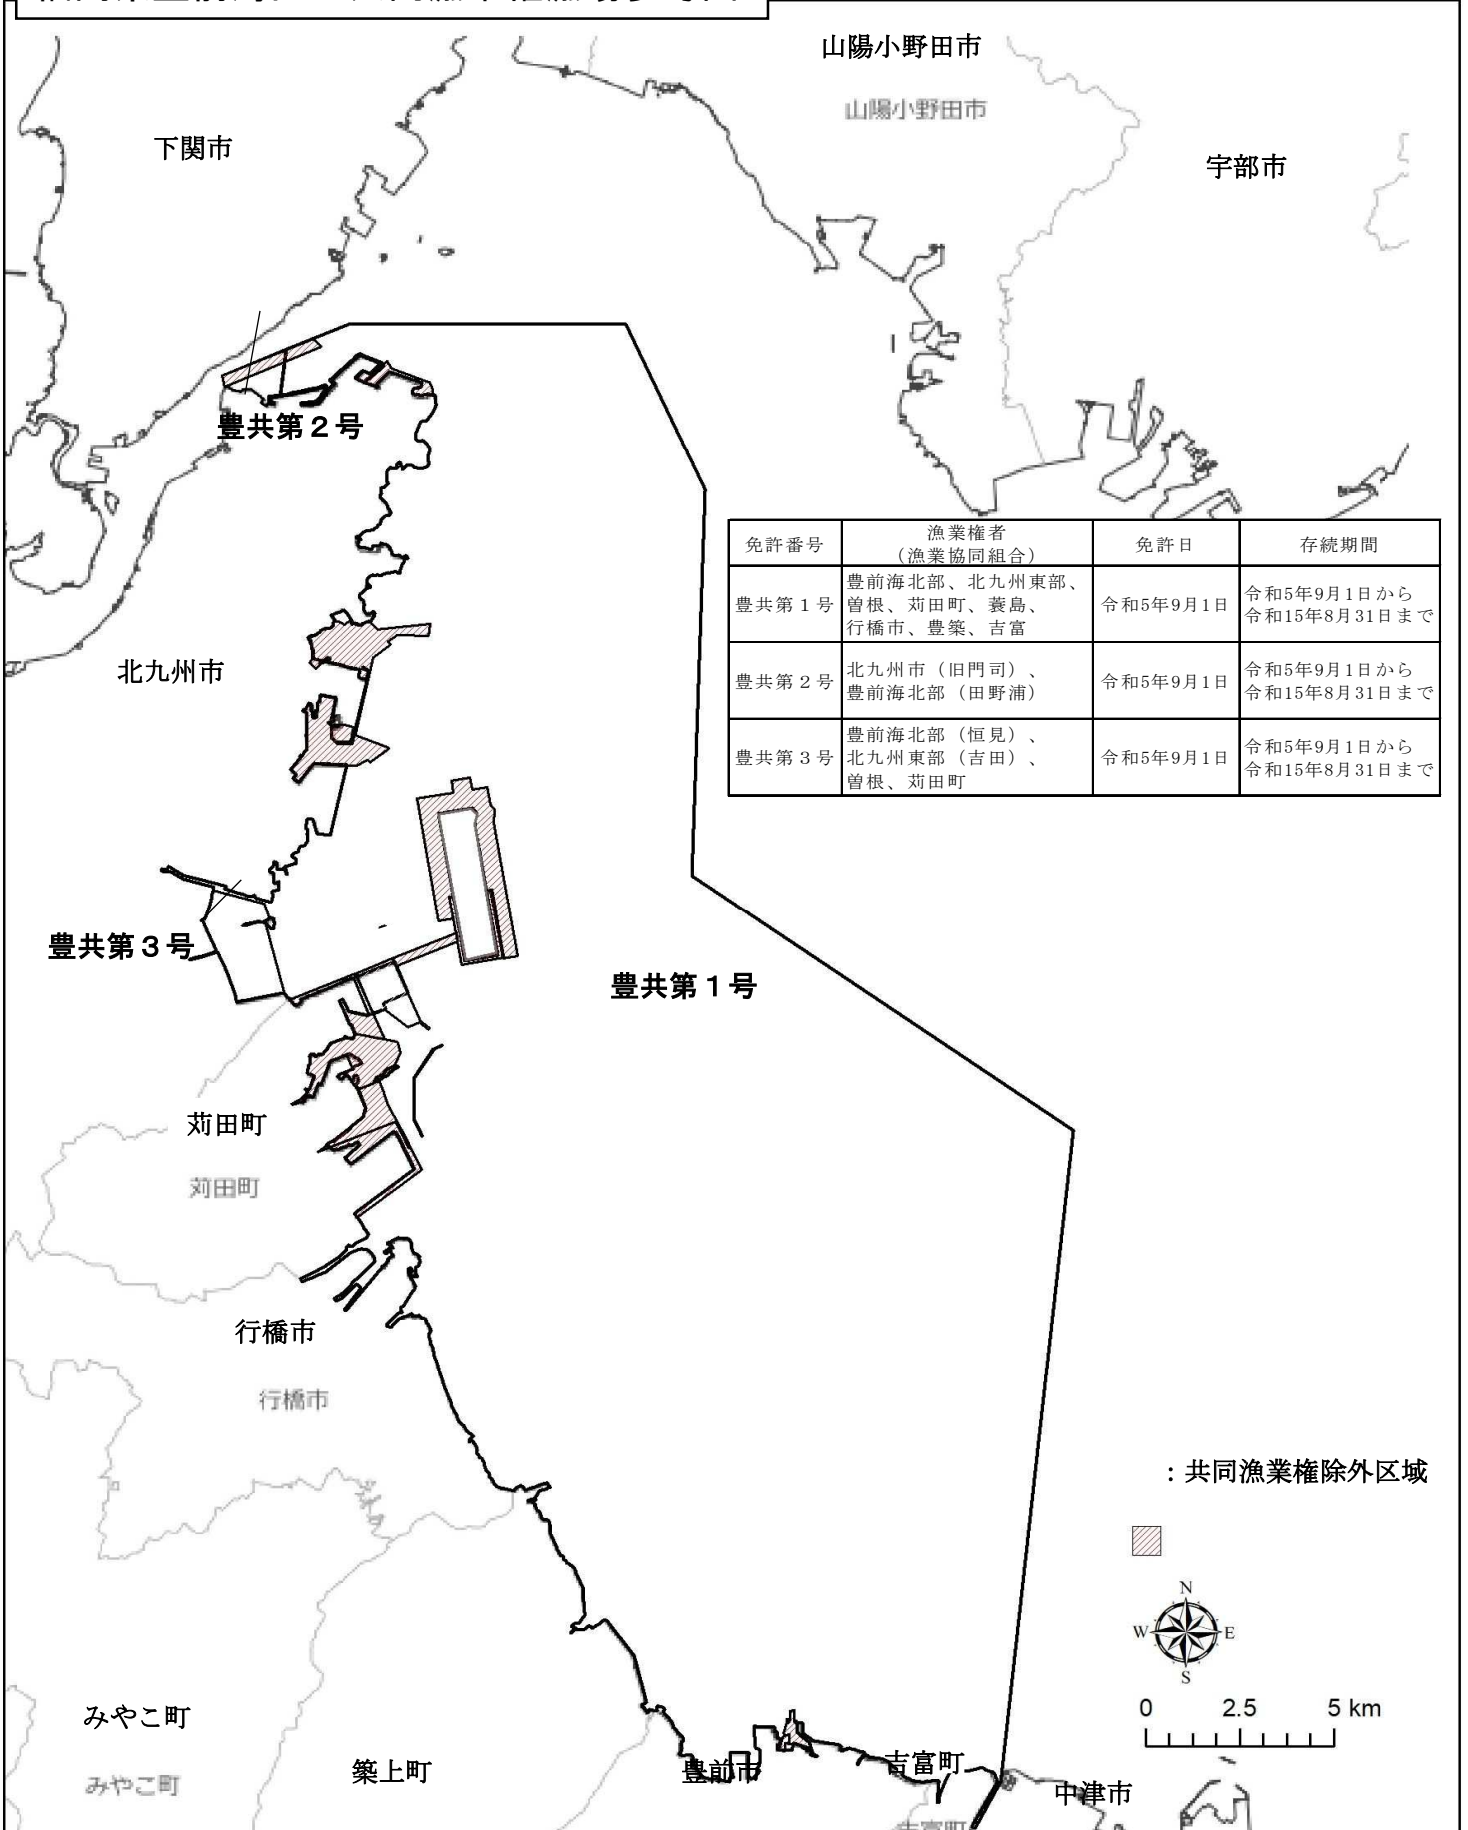 山陽小野田市
山陽小野田市
下関市
宇部市
豊共第２号
免許番号 漁業権者 免許日 存続期間
（漁業協同組合）
豊共第１号 豊前海北部、北九州東部、 令和5年9月1日 令和5年9月1日から
曽根、苅田町、蓑島、 令和15年8月31日まで
行橋市、豊築、吉富
豊共第２号 北九州市（旧門司）、 令和5年9月1日 令和5年9月1日から
豊前海北部（田野浦） 令和15年8月31日まで
豊共第３号 豊前海北部（恒見）、 令和5年9月1日 令和5年9月1日から
北九州東部（吉田）、 令和15年8月31日まで
曽根、苅田町
北九州市
豊共第３号
豊共第１号
苅田町
苅田町
行橋市
行橋市
：共同漁業権除外区域
N
W E
S
0 2.5 5 km
みやこ町
みやこ町
築上町
豊前市
吉富町
中津市
吉富町